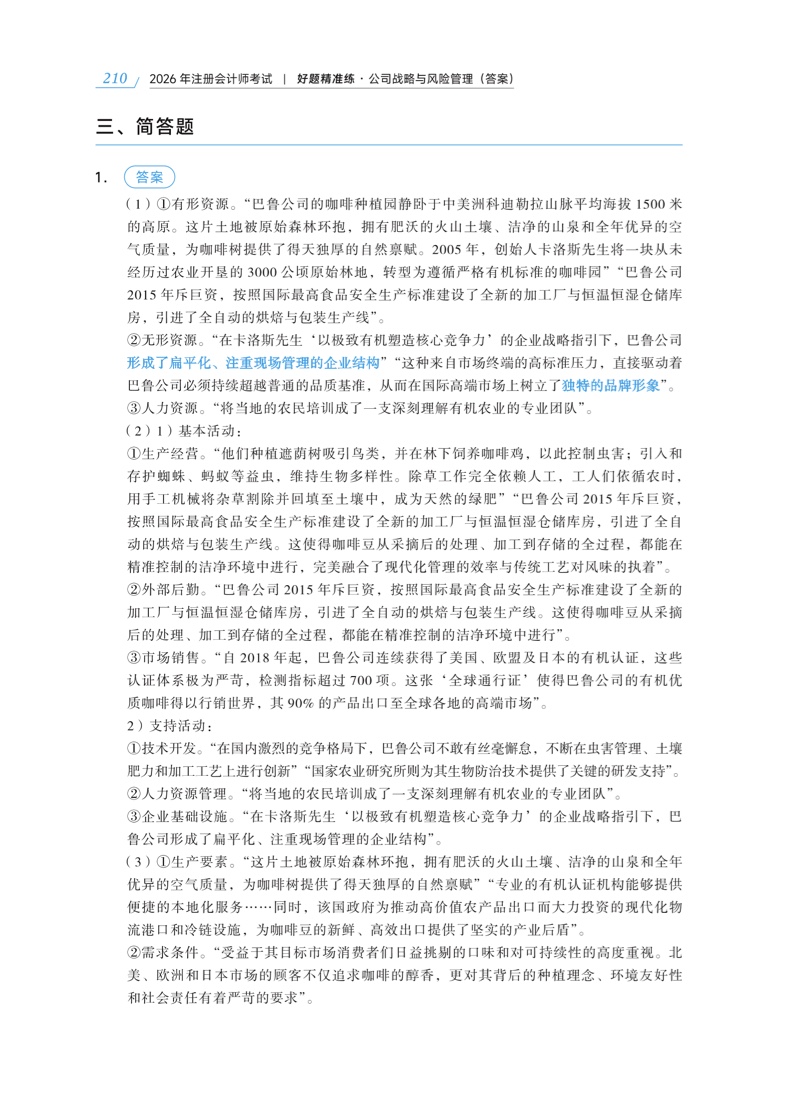 210 2026 年注册会计师考试 | 好题精准练·公司战略与风险管理（答案）
三、简答题
1. 答案
（1）①有形资源。“巴鲁公司的咖啡种植园静卧于中美洲科迪勒拉山脉平均海拔 1500 米
的高原。这片土地被原始森林环抱，拥有肥沃的火山土壤、洁净的山泉和全年优异的空
气质量，为咖啡树提供了得天独厚的自然禀赋。2005 年，创始人卡洛斯先生将一块从未
经历过农业开垦的 3000 公顷原始林地，转型为遵循严格有机标准的咖啡园”“巴鲁公司
2015 年斥巨资，按照国际最高食品安全生产标准建设了全新的加工厂与恒温恒湿仓储库
房，引进了全自动的烘焙与包装生产线”。
②无形资源。“在卡洛斯先生‘以极致有机塑造核心竞争力’的企业战略指引下，巴鲁公司
形成了扁平化、注重现场管理的企业结构”“这种来自市场终端的高标准压力，直接驱动着
巴鲁公司必须持续超越普通的品质基准，从而在国际高端市场上树立了独特的品牌形象”。
③人力资源。“将当地的农民培训成了一支深刻理解有机农业的专业团队”。
（2）1）基本活动：
①生产经营。“他们种植遮荫树吸引鸟类，并在林下饲养咖啡鸡，以此控制虫害；引入和
存护蜘蛛、蚂蚁等益虫，维持生物多样性。除草工作完全依赖人工，工人们依循农时，
用手工机械将杂草割除并回填至土壤中，成为天然的绿肥”“巴鲁公司 2015 年斥巨资，
按照国际最高食品安全生产标准建设了全新的加工厂与恒温恒湿仓储库房，引进了全自
动的烘焙与包装生产线。这使得咖啡豆从采摘后的处理、加工到存储的全过程，都能在
精准控制的洁净环境中进行，完美融合了现代化管理的效率与传统工艺对风味的执着”。
②外部后勤。“巴鲁公司 2015 年斥巨资，按照国际最高食品安全生产标准建设了全新的
加工厂与恒温恒湿仓储库房，引进了全自动的烘焙与包装生产线。这使得咖啡豆从采摘
后的处理、加工到存储的全过程，都能在精准控制的洁净环境中进行”。
③市场销售。“自 2018 年起，巴鲁公司连续获得了美国、欧盟及日本的有机认证，这些
认证体系极为严苛，检测指标超过 700 项。这张‘全球通行证’使得巴鲁公司的有机优
质咖啡得以行销世界，其 90% 的产品出口至全球各地的高端市场”。
2）支持活动：
①技术开发。“在国内激烈的竞争格局下，巴鲁公司不敢有丝毫懈怠，不断在虫害管理、土壤
肥力和加工工艺上进行创新”“国家农业研究所则为其生物防治技术提供了关键的研发支持”。
②人力资源管理。“将当地的农民培训成了一支深刻理解有机农业的专业团队”。
③企业基础设施。“在卡洛斯先生‘以极致有机塑造核心竞争力’的企业战略指引下，巴
鲁公司形成了扁平化、注重现场管理的企业结构”。
（3）①生产要素。“这片土地被原始森林环抱，拥有肥沃的火山土壤、洁净的山泉和全年
优异的空气质量，为咖啡树提供了得天独厚的自然禀赋”“专业的有机认证机构能够提供
便捷的本地化服务……同时，该国政府为推动高价值农产品出口而大力投资的现代化物
流港口和冷链设施，为咖啡豆的新鲜、高效出口提供了坚实的产业后盾”。
②需求条件。“受益于其目标市场消费者们日益挑剔的口味和对可持续性的高度重视。北
美、欧洲和日本市场的顾客不仅追求咖啡的醇香，更对其背后的种植理念、环境友好性
和社会责任有着严苛的要求”。